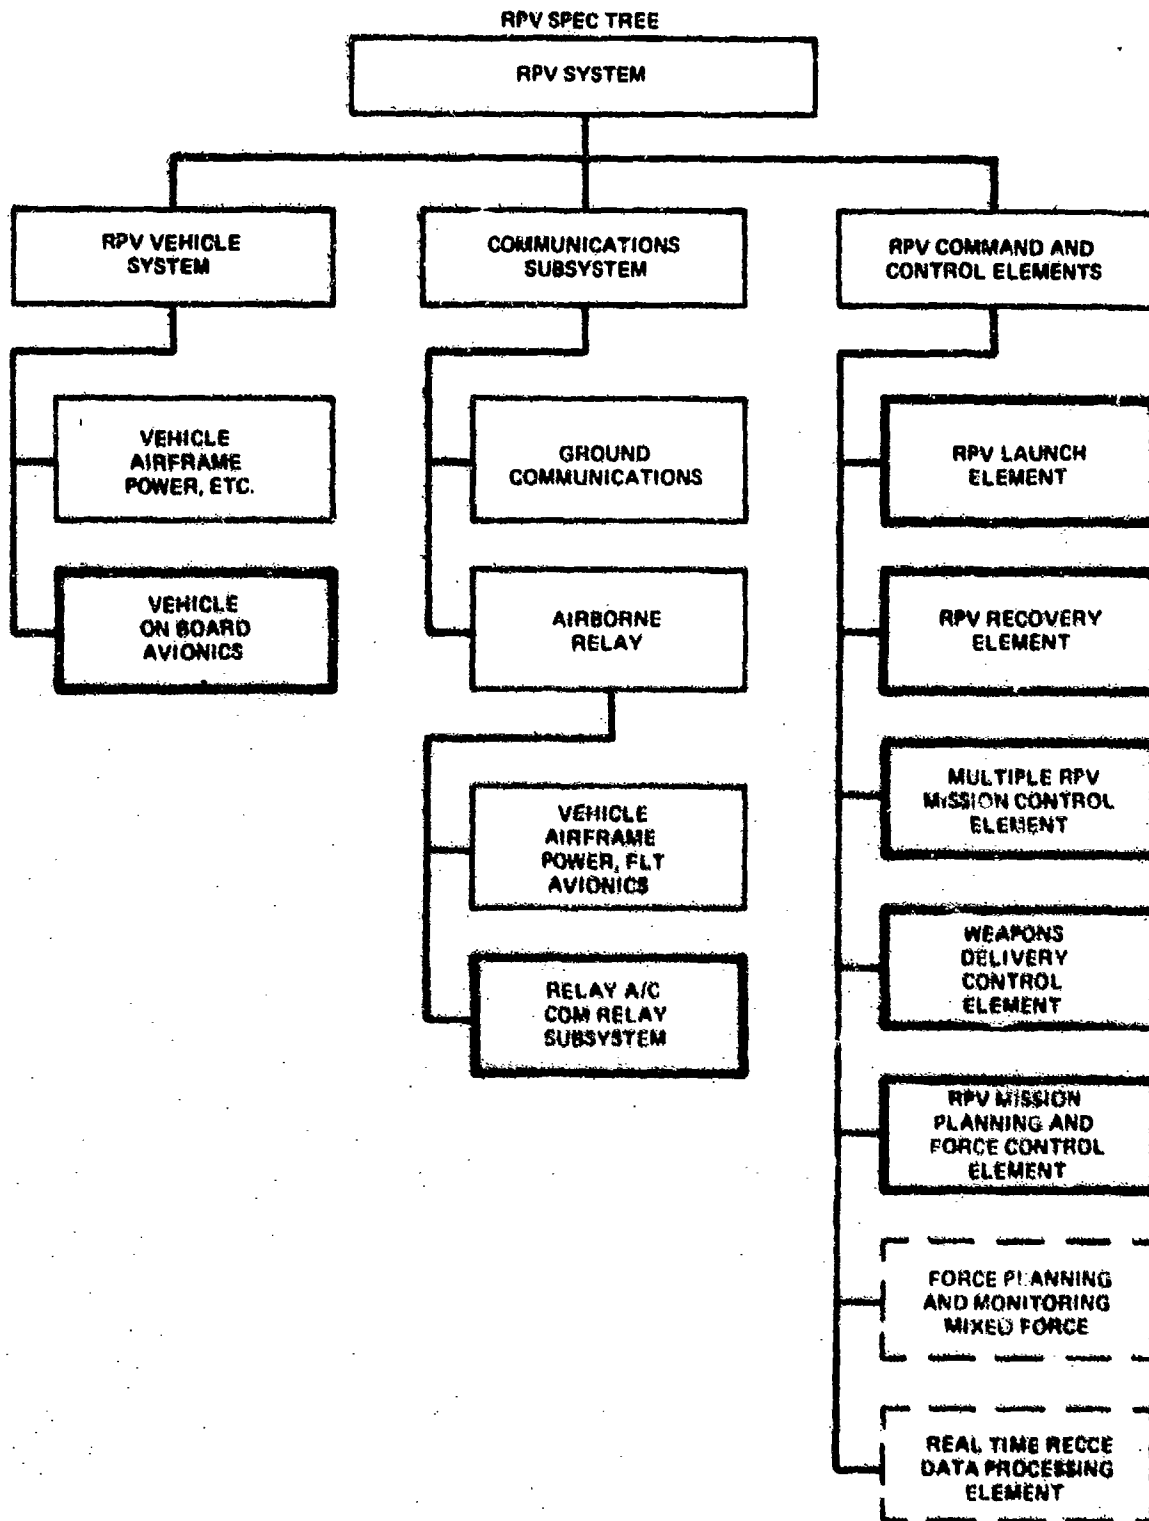 RPV SPEC TREE
RPV SYSTEM
RPV VEHICLE
SYSTEM
COMMUNICATIONS
SUBSYSTEM
RPV COMMAND AND
CONTROL ELEMENTS
VEHICLE
AIRFRAME
POWER, ETC.
VEHICLE
ON BOARD
AVIONICS
GROUND
COMMUNICATIONS
AIRBORNE
RELAY
VEHICLE
AIRFRAME
POWER, FLT
AVIONICS
RELAY A/C
COM RELAY
SUBSYSTEM
RPV LAUNCH
ELEMENT
RPV RECOVERY
ELEMENT
MULTIPLE RPV
MISSION CONTROL
ELEMENT
WEAPONS
DELIVERY
CONTROL
ELEMENT
RPV MISSION
PLANNING AND
FORCE CONTROL
ELEMENT
FORCE PLANNING
AND MONITORING
MIXED FORCE
REAL TIME RECCE
DATA PROCESSING
ELEMENT